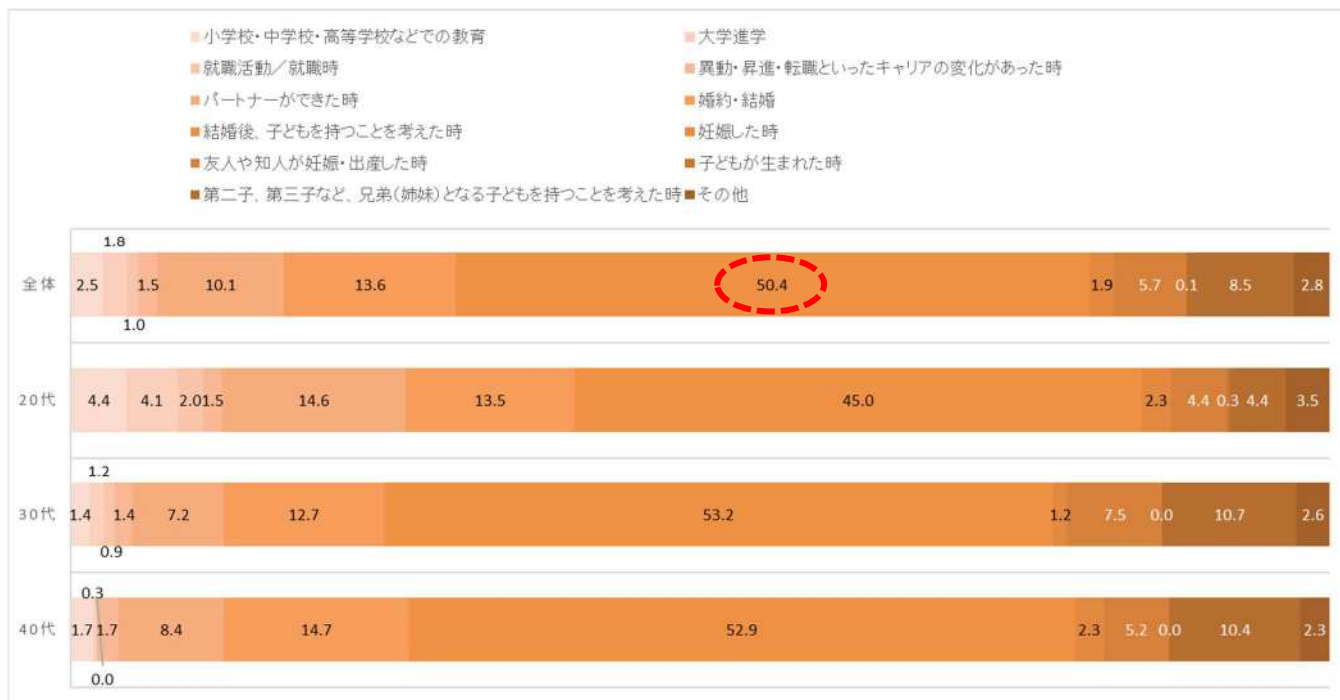 小学校・中学校・高等学校などでの教育
大学進学
就職活動／就職時
異動・昇進・転職といったキャリアの変化があった時
パートナーができた時
婚約・結婚
結婚後、子どもを持つことを考えた時
妊娠した時
友人や知人が妊娠・出産した時
子どもが生まれた時
第二子、第三子など、兄弟（姉妹）となる子どもを持つことを考えた時
その他
1.8
全体 2.5 1.5 10.1 13.6 50.4 1.9 5.7 0.1 8.5 2.8
1.0
20代 4.4 4.1 2.0 1.5 14.6 13.5 45.0 2.3 4.4 0.3 4.4 3.5
1.2
30代 1.4 1.4 7.2 12.7 53.2 1.2 7.5 0.0 10.7 2.6
0.9
0.3
40代 1.7 1.7 8.4 14.7 52.9 2.3 5.2 0.0 10.4 2.3
0.0